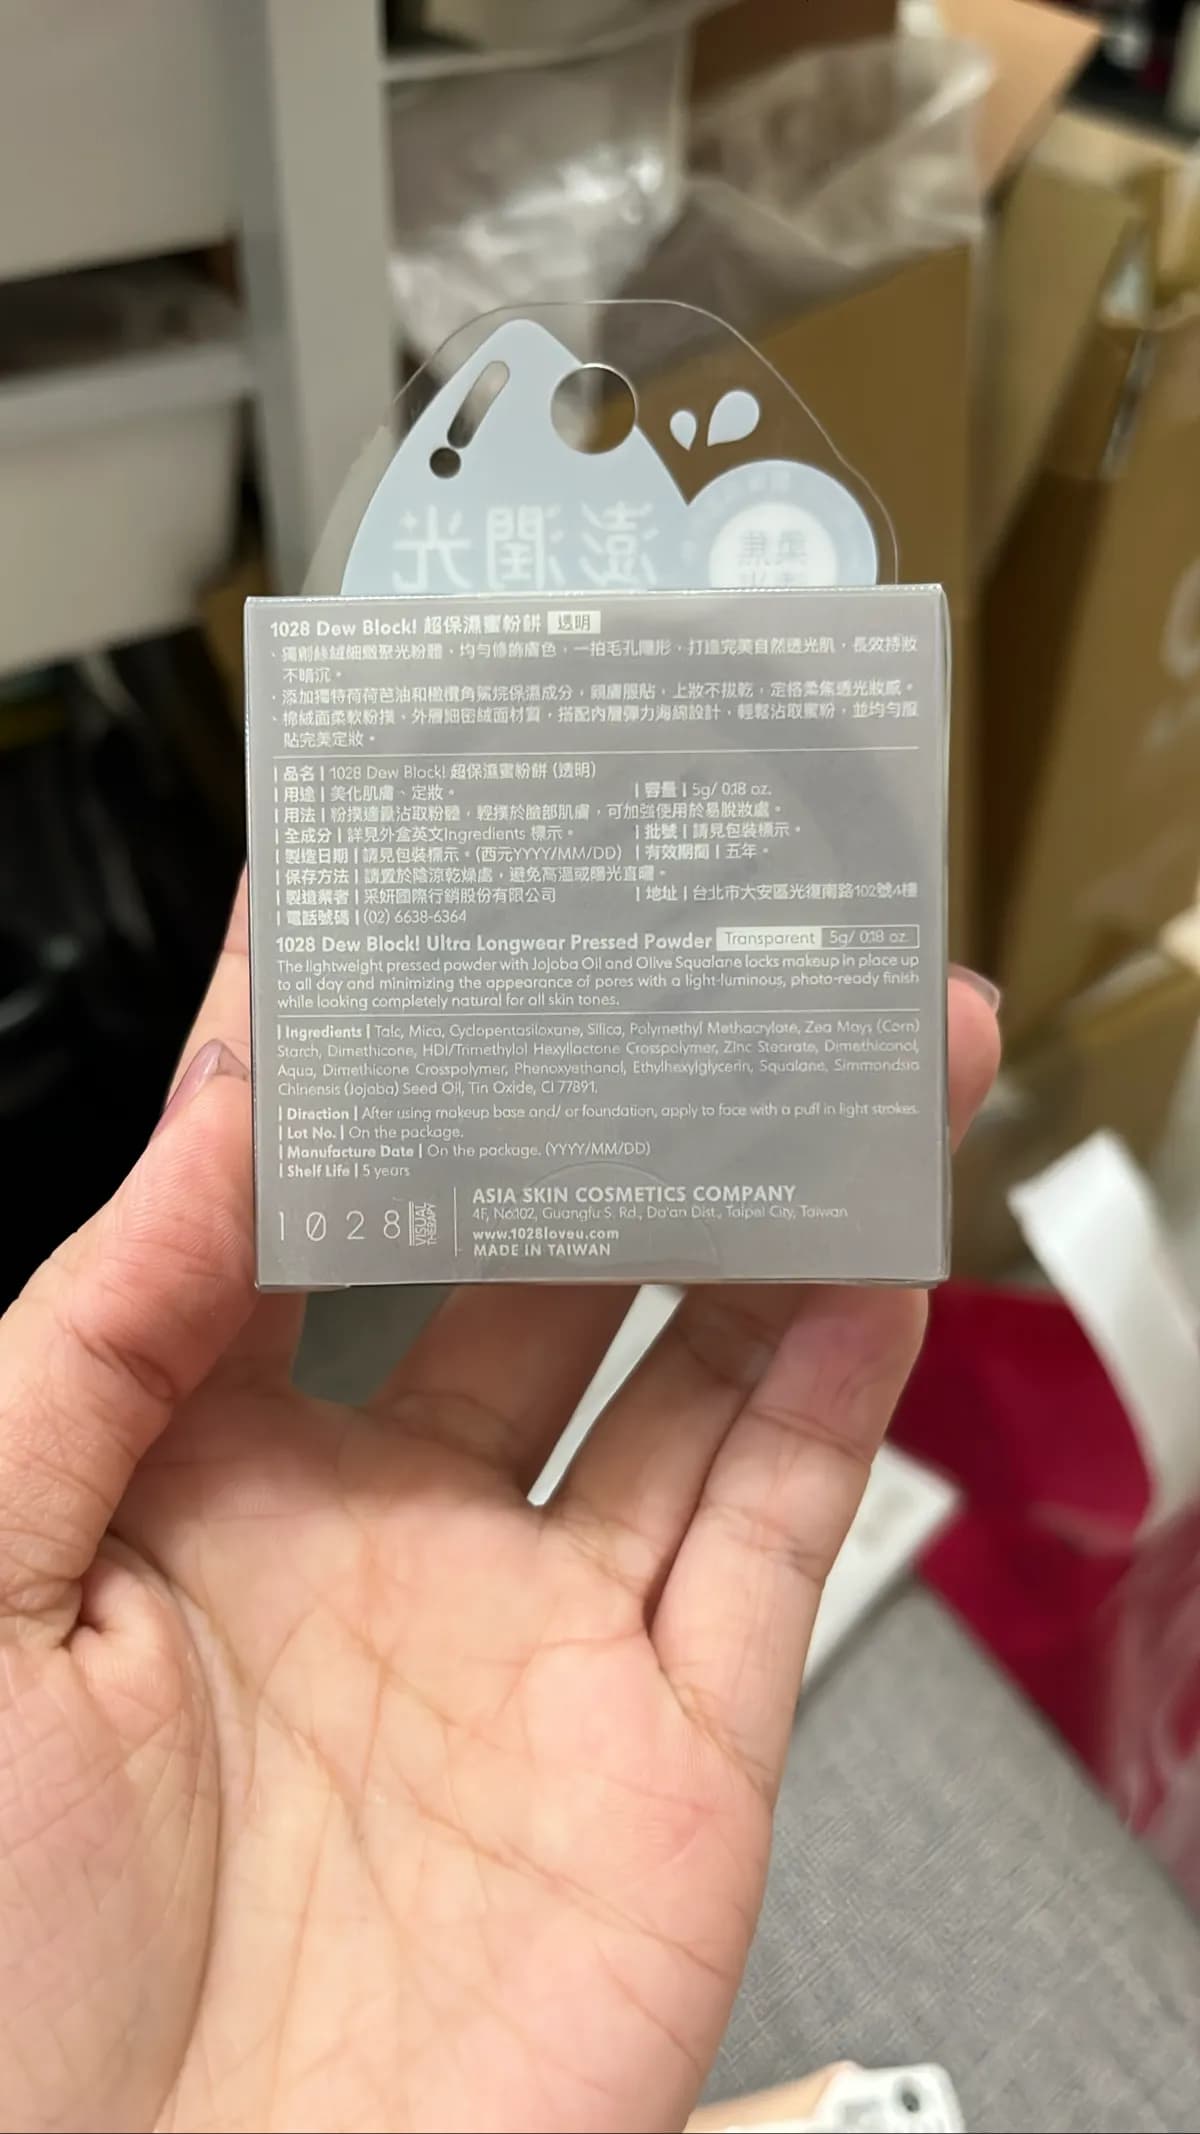 澎潤光
柔焦
1028 Dew Block! 超保濕蜜粉餅 透明
· 獨創絲絨細緻聚光粉體，均勻修飾膚色，一拍毛孔隱形，打造完美自然透光肌，長效持妝
不暗沉。
· 添加獨特荷荷芭油和橄欖角鯊烷保濕成分，親膚服貼，上妝不拔乾，定格柔焦透光妝感。
· 棉絨面柔軟粉撲，外層細密絨面材質，搭配內層彈力海綿設計，輕鬆沾取蜜粉，並均勻服
貼完美定妝。
| 品名 | 1028 Dew Block! 超保濕蜜粉餅 (透明)
| 用途 | 美化肌膚、定妝。 | 容量 | 5g/ 0.18 oz.
| 用法 | 粉撲適量沾取粉體，輕撲於臉部肌膚，可加強使用於易脫妝處。
| 全成分 | 詳見外盒英文Ingredients 標示。 | 批號 | 請見包裝標示。
| 製造日期 | 請見包裝標示。(西元YYYY/MM/DD) | 有效期間 | 五年。
| 保存方法 | 請置於陰涼乾燥處，避免高溫或陽光直曬。
| 製造業者 | 采妍國際行銷股份有限公司 | 地址 | 台北市大安區光復南路102號4樓
| 電話號碼 | (02) 6638-6364
1028 Dew Block! Ultra Longwear Pressed Powder Transparent 5g/ 0.18 oz.
The lightweight pressed powder with Jojoba Oil and Olive Squalane locks makeup in place up
to all day and minimizing the appearance of pores with a light-luminous, photo-ready finish
while looking completely natural for all skin tones.
| Ingredients | Talc, Mica, Cyclopentasiloxane, Silica, Polymethyl Methacrylate, Zea Mays (Corn)
Starch, Dimethicone, HDI/Trimethylol Hexyllactone Crosspolymer, Zinc Stearate, Dimethiconol,
Aqua, Dimethicone Crosspolymer, Phenoxyethanol, Ethylhexylglycerin, Squalane, Simmondsia
Chinensis (Jojoba) Seed Oil, Tin Oxide, CI 77891.
| Direction | After using makeup base and/ or foundation, apply to face with a puff in light strokes.
| Lot No. | On the package.
| Manufacture Date | On the package. (YYYY/MM/DD)
| Shelf Life | 5 years
1028 VISUAL THERAPY
ASIA SKIN COSMETICS COMPANY
4F, No.102, Guangfu S. Rd., Da'an Dist., Taipei City, Taiwan
www.1028loveu.com
MADE IN TAIWAN